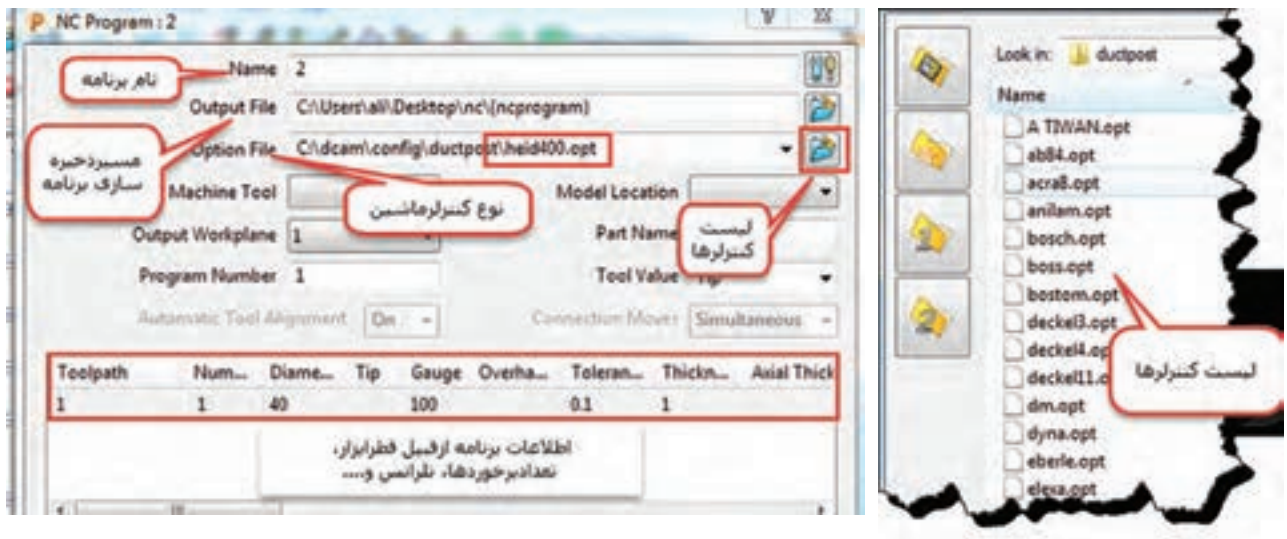 NC Program : 2
Name 2
نام برنامه
Output File C:\Users\ali\Desktop\nc\{ncprogram}
Option File C:\dcam\config\ductpost\heid400.opt
مسیرذخیره
سازی برنامه
Machine Tool
Model Location
نوع کنترلرماشین
لیست
کنترلرها
Output Workplane 1
Part Name
Program Number 1
Tool Value
Automatic Tool Alignment On
Connection Moves Simultaneous
Toolpath Num... Diame... Tip Gauge Overha... Toleran... Thickn... Axial Thick
1 1 40 100 0.1 1
اطلاعات برنامه ازقبیل قطرابزار،
تعدادبرخوردها، تلرانس و....
Look in: ductpost
Name
A TIWAN.opt
ab84.opt
acra8.opt
anilam.opt
bosch.opt
boss.opt
bostom.opt
deckel3.opt
deckel4.op
deckel11.o
لیست کنترلرها
dm.opt
dyna.opt
eberle.opt
elexa.opt